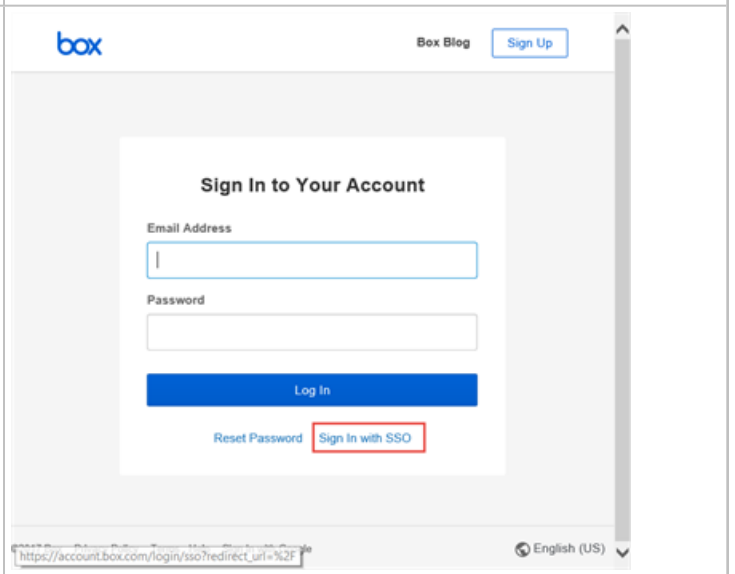 box
Box Blog
Sign Up
Sign In to Your Account
Email Address
Password
Log In
Reset Password
Sign In with SSO
https://account.box.com/login/sso?redirect_url=%2F
English (US)